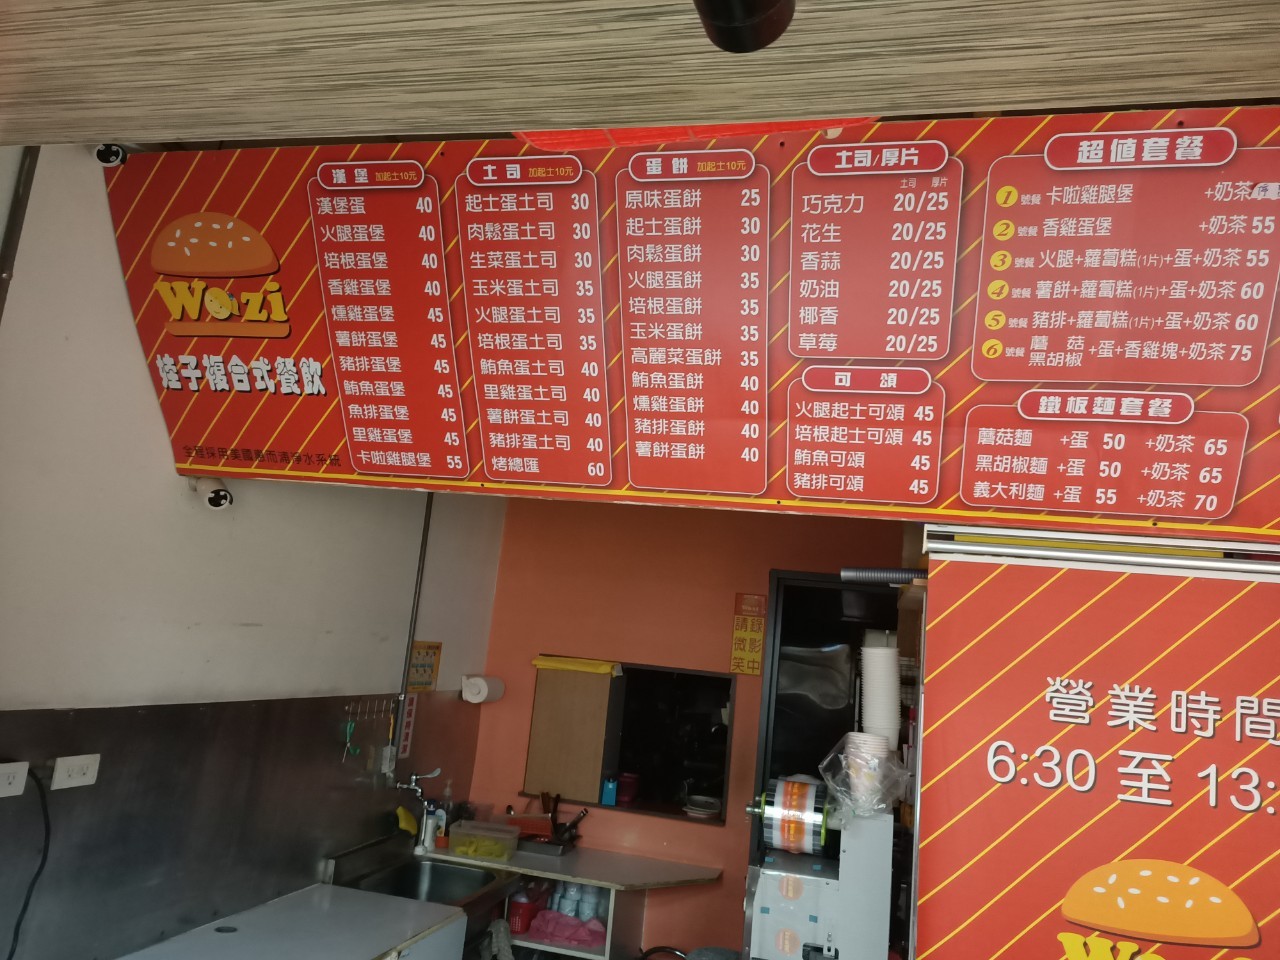 Wazi
娃子複合式餐飲
漢堡 加起士10元
漢堡蛋 40
火腿蛋堡 40
培根蛋堡 40
香雞蛋堡 40
燻雞蛋堡 45
薯餅蛋堡 45
豬排蛋堡 45
鮪魚蛋堡 45
魚排蛋堡 45
里雞蛋堡 45
卡啦雞腿堡 55
土司 加起士10元
起士蛋土司 30
肉鬆蛋土司 30
生菜蛋土司 30
玉米蛋土司 35
火腿蛋土司 35
培根蛋土司 35
鮪魚蛋土司 40
里雞蛋土司 40
薯餅蛋土司 40
豬排蛋土司 40
烤總匯 60
蛋餅 加起士10元
原味蛋餅 25
起士蛋餅 30
肉鬆蛋餅 30
火腿蛋餅 35
培根蛋餅 35
玉米蛋餅 35
高麗菜蛋餅 35
鮪魚蛋餅 40
燻雞蛋餅 40
豬排蛋餅 40
薯餅蛋餅 40
土司/厚片
土司 厚片
巧克力 20/25
花生 20/25
香蒜 20/25
奶油 20/25
椰香 20/25
草莓 20/25
可頌
火腿起士可頌 45
培根起士可頌 45
鮪魚可頌 45
豬排可頌 45
超值套餐
1 號餐 卡啦雞腿堡 +奶茶
2 號餐 香雞蛋堡 +奶茶 55
3 號餐 火腿+蘿蔔糕(1片)+蛋+奶茶 55
4 號餐 薯餅+蘿蔔糕(1片)+蛋+奶茶 60
5 號餐 豬排+蘿蔔糕(1片)+蛋+奶茶 60
6 號餐 蘑菇 黑胡椒 +蛋+香雞塊+奶茶 75
鐵板麵套餐
蘑菇麵 +蛋 50 +奶茶 65
黑胡椒麵 +蛋 50 +奶茶 65
義大利麵 +蛋 55 +奶茶 70
錄影中
請微笑
營業時間
6:30 至 13: